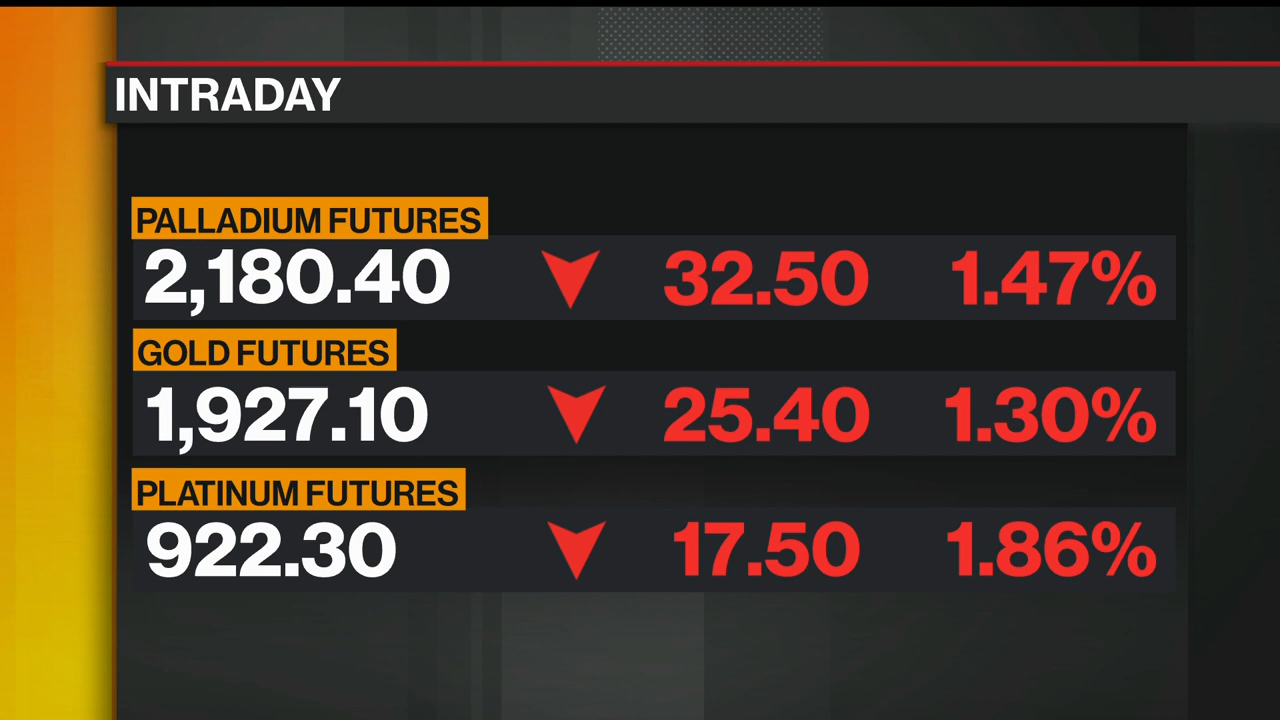 INTRADAY
PALLADIUM FUTURES
2,180.40 32.50 1.47%
GOLD FUTURES
1,927.10 25.40 1.30%
PLATINUM FUTURES
922.30 17.50 1.86%